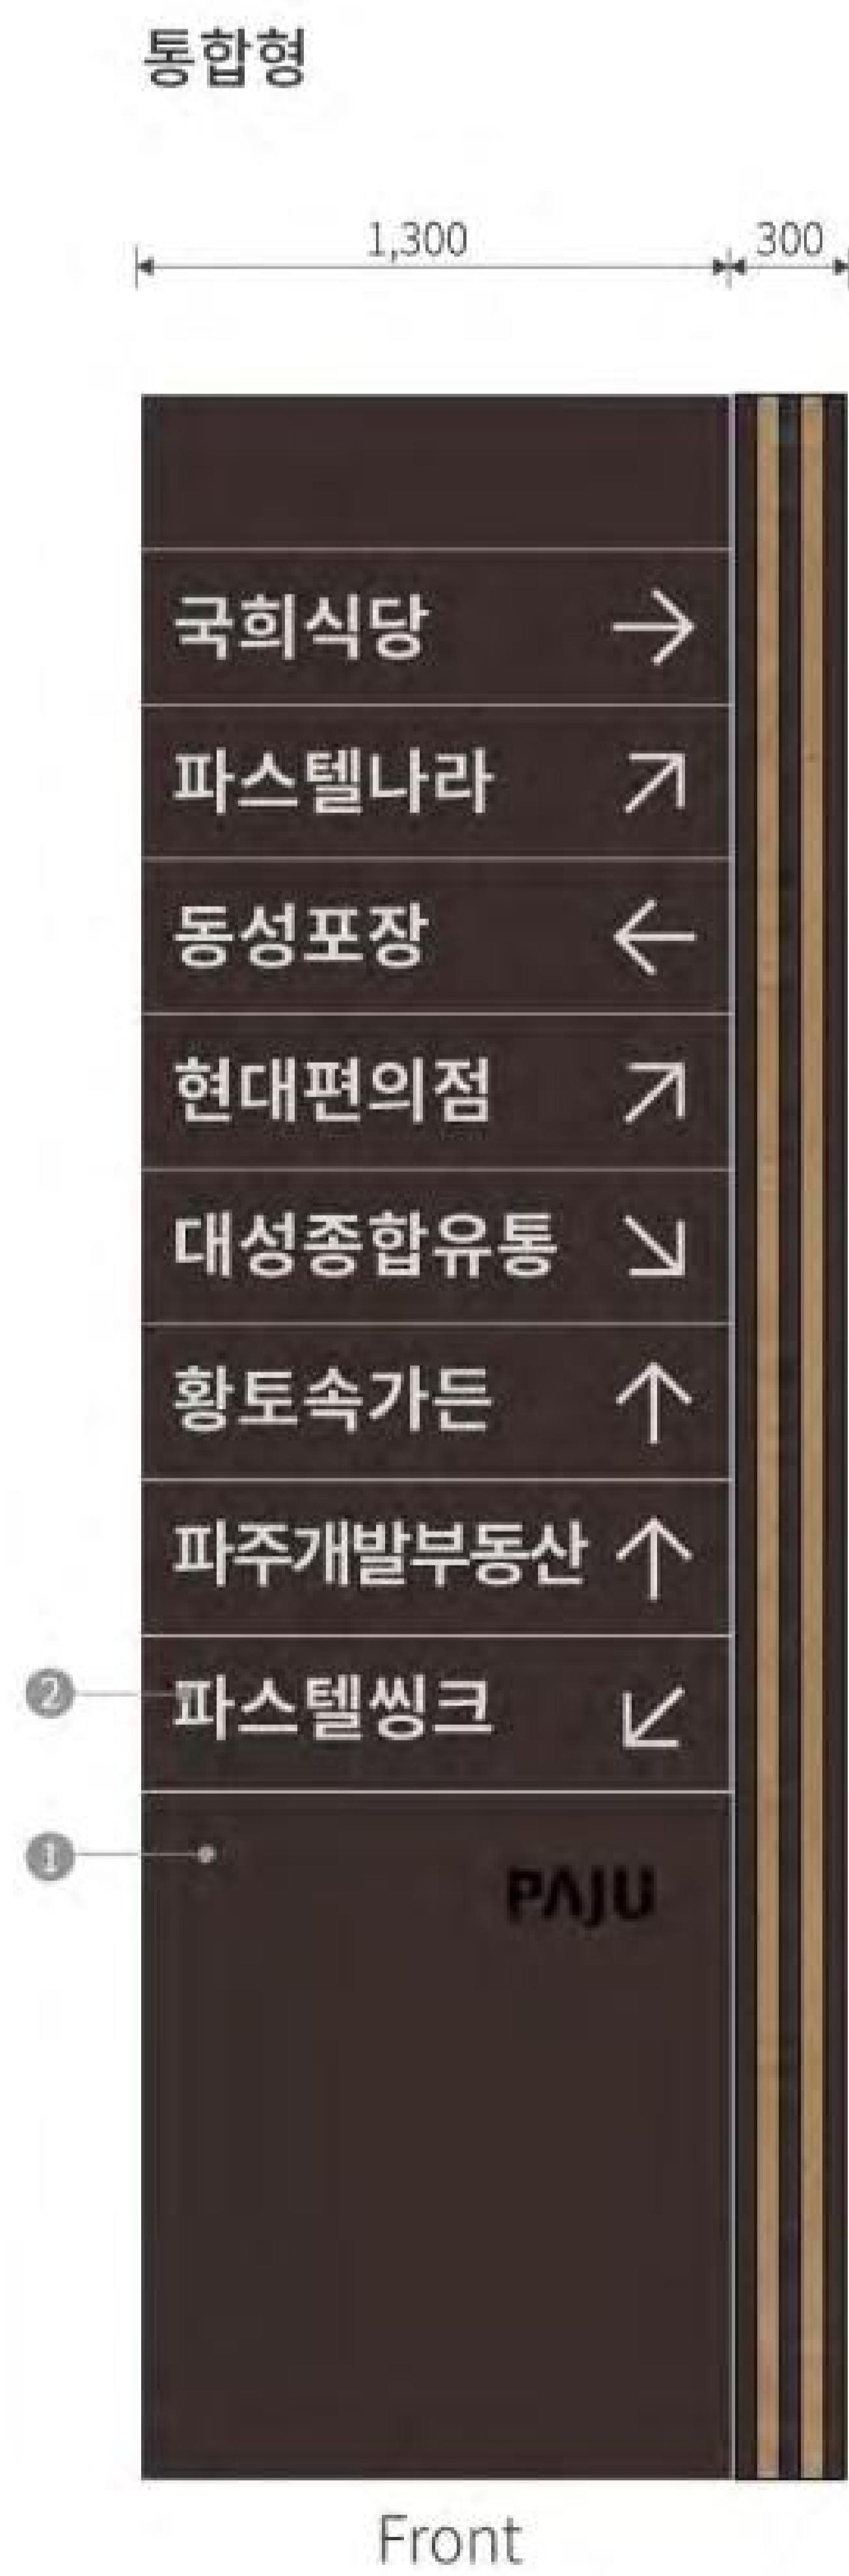 통합형
1,300 300
국희식당 →
파스텔나라 ↗
동성포장 ←
현대편의점 ↗
대성종합유통 ↘
황토속가든 ↑
파주개발부동산 ↑
2 파스텔씽크 ↙
1
PAJU
Front